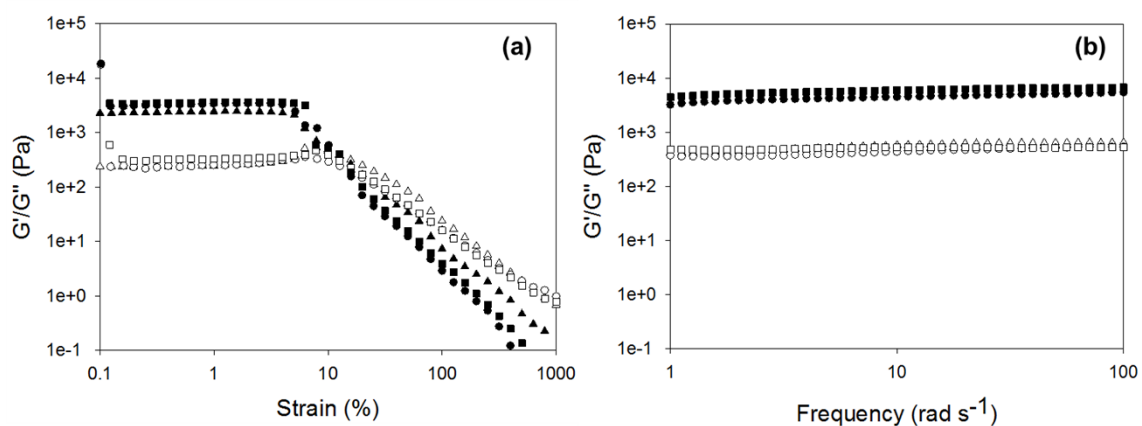 (a)
G'/G" (Pa)
1e+5
1e+4
1e+3
1e+2
1e+1
1e+0
1e-1
0.1 1 10 100 1000
Strain (%)
(b)
G'/G" (Pa)
1e+5
1e+4
1e+3
1e+2
1e+1
1e+0
1e-1
1 10 100
Frequency (rad s-1)